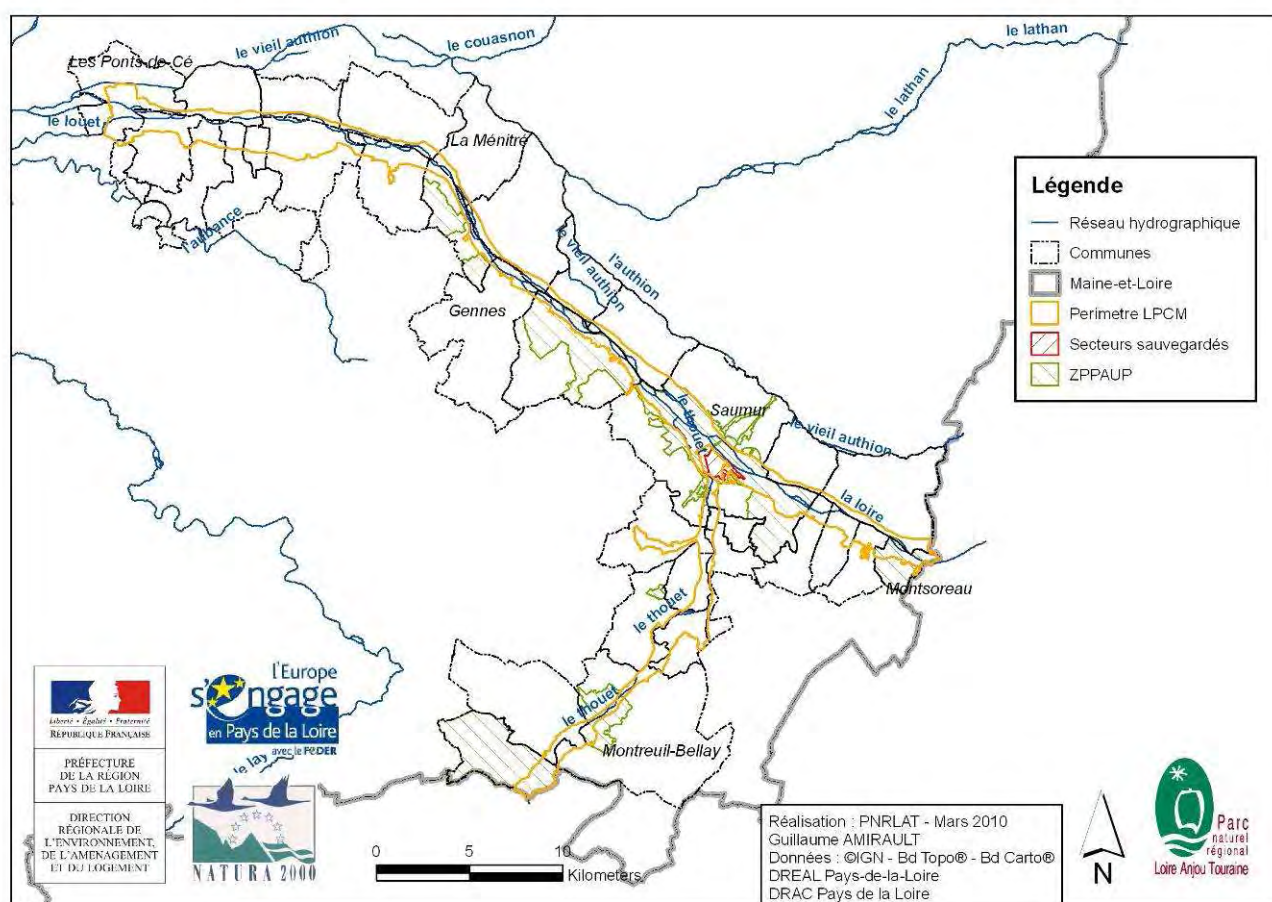 le vieil authion
le couasnon
le lathan
le lathan
Les Ponts-de-Cé
le louet
La Ménitré
l'aubance
le vieil authion
l'authion
Gennes
Saumur
le thouet
le vieil authion
la loire
Montsoreau
le thouet
le thouet
Montreuil-Bellay
le lay
Légende
Réseau hydrographique
Communes
Maine-et-Loire
Perimetre LPCM
Secteurs sauvegardés
ZPPAUP
Liberté • Égalité • Fraternité
RÉPUBLIQUE FRANÇAISE
PRÉFECTURE
DE LA RÉGION
PAYS DE LA LOIRE
DIRECTION
RÉGIONALE DE
L'ENVIRONNEMENT,
DE L'AMENAGEMENT
ET DU LOGEMENT
l'Europe
s'engage
en Pays de la Loire
avec le FEDER
NATURA 2000
0 5 10
Kilometers
Réalisation : PNRLAT - Mars 2010
Guillaume AMIRAULT
Données : ©IGN - Bd Topo® - Bd Carto®
DREAL Pays-de-la-Loire
DRAC Pays de la Loire
N
Parc
naturel
régional
Loire Anjou Touraine